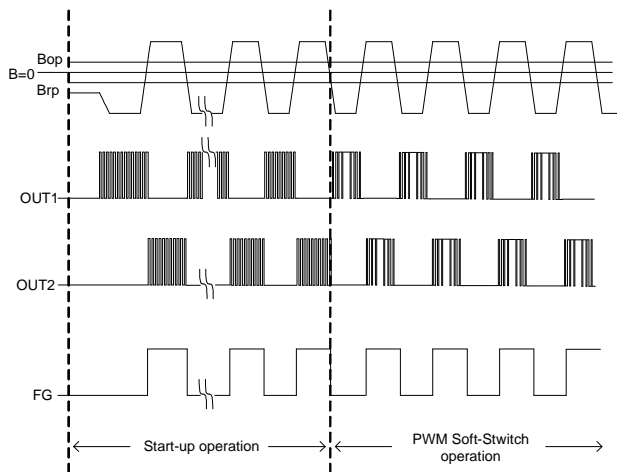 Bop
B=0
Brp
OUT1
OUT2
FG
Start-up operation
PWM Soft-Stwitch
operation